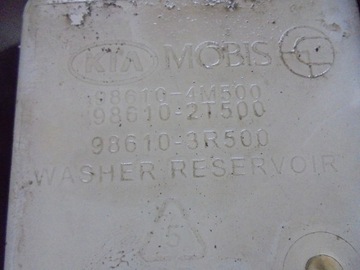 KIA MOBIS
98610-4M500
98610-2T500
98610-3R500
WASHER RESERVOIR
5